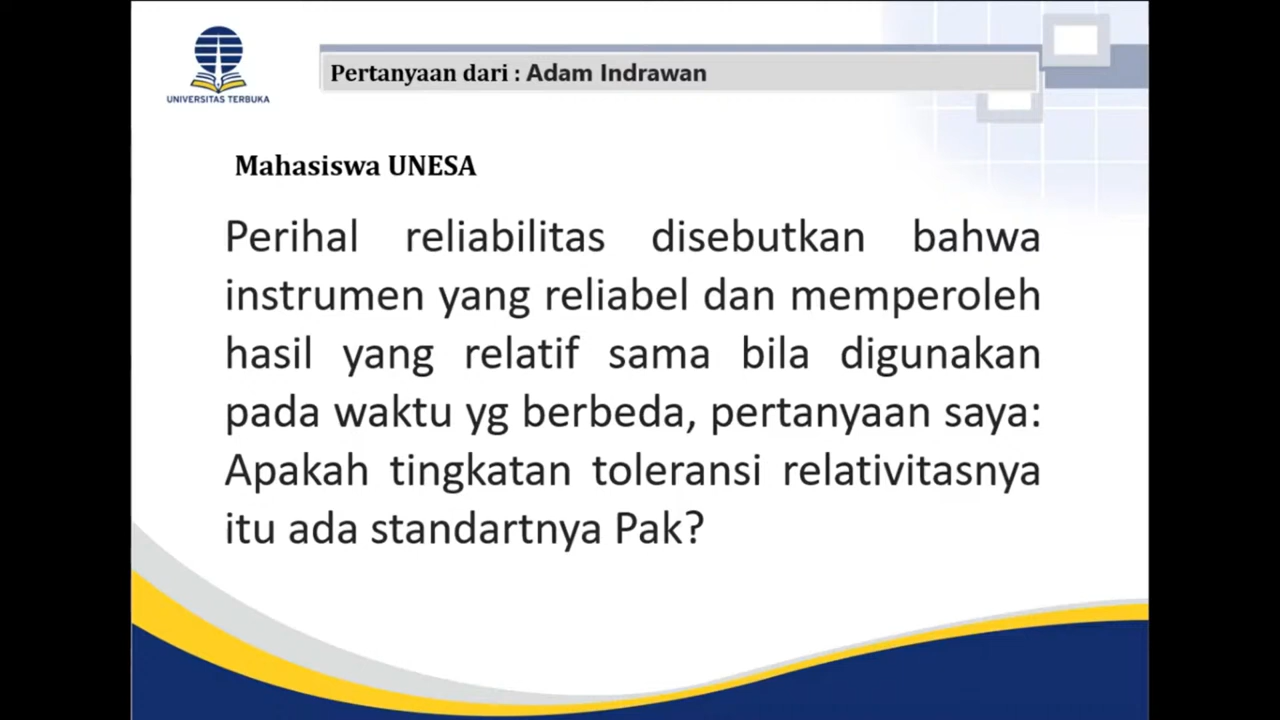 UNIVERSITAS TERBUKA
Pertanyaan dari : Adam Indrawan
Mahasiswa UNESA
Perihal reliabilitas disebutkan bahwa
instrumen yang reliabel dan memperoleh
hasil yang relatif sama bila digunakan
pada waktu yg berbeda, pertanyaan saya:
Apakah tingkatan toleransi relativitasnya
itu ada standartnya Pak?